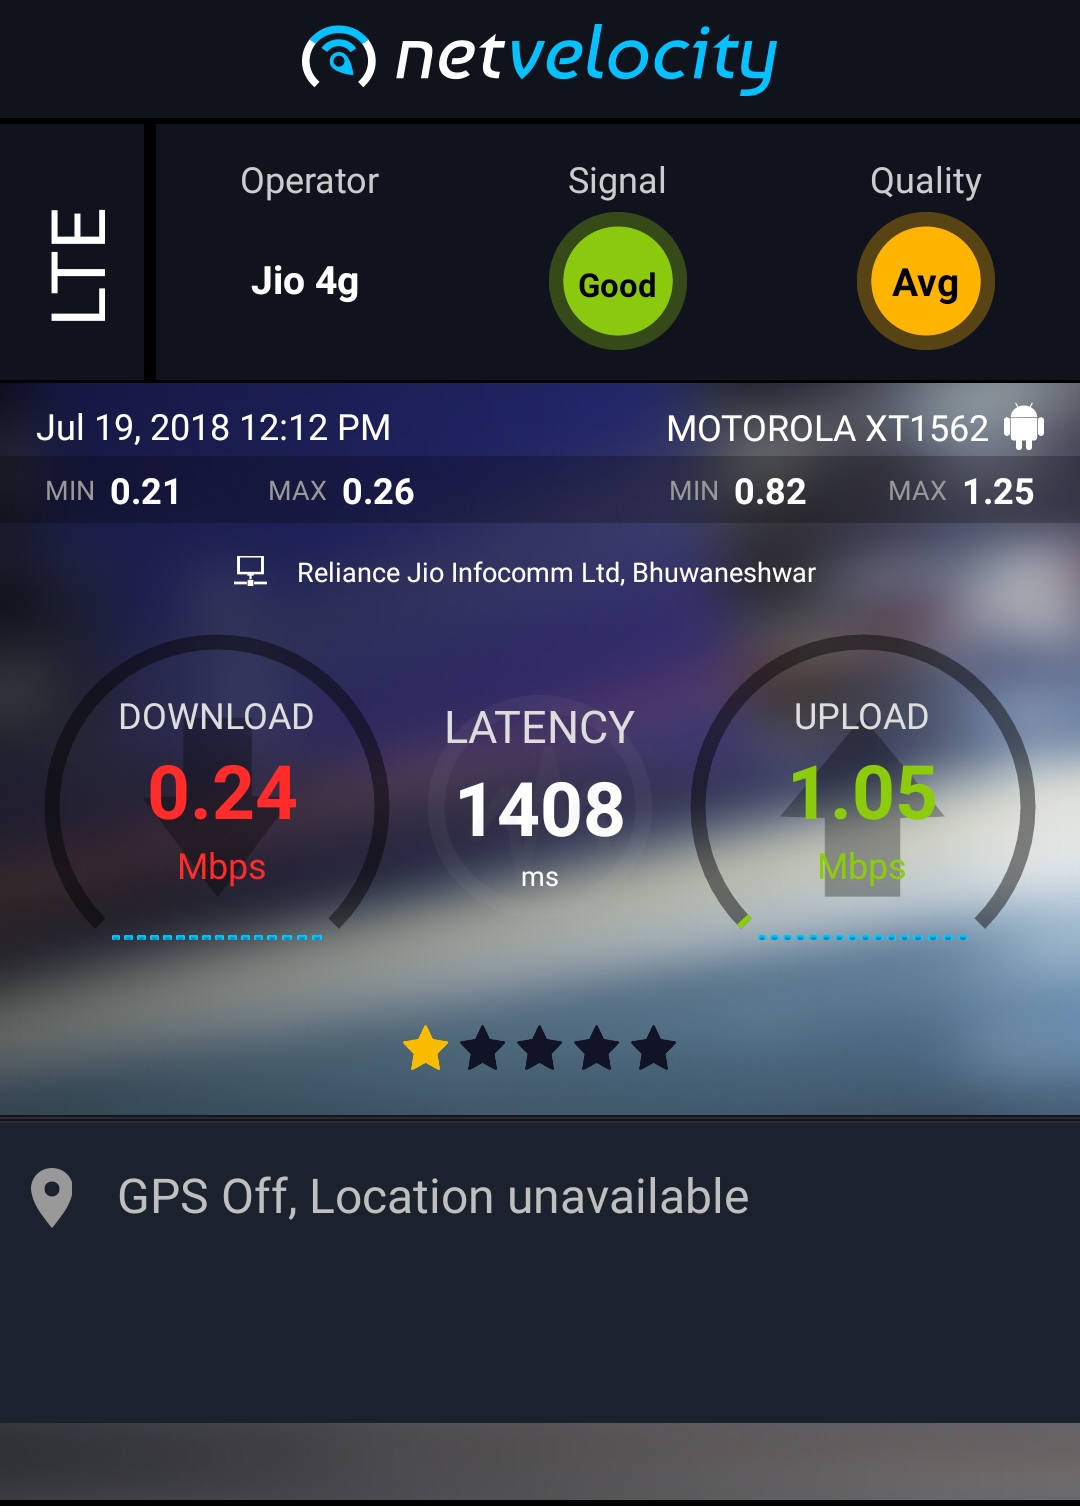 netvelocity
LTE
Operator Signal Quality
Jio 4g Good Avg
Jul 19, 2018 12:12 PM MOTOROLA XT1562
MIN 0.21 MAX 0.26 MIN 0.82 MAX 1.25
Reliance Jio Infocomm Ltd, Bhuwaneshwar
DOWNLOAD LATENCY UPLOAD
0.24 1408 1.05
Mbps ms Mbps
GPS Off, Location unavailable